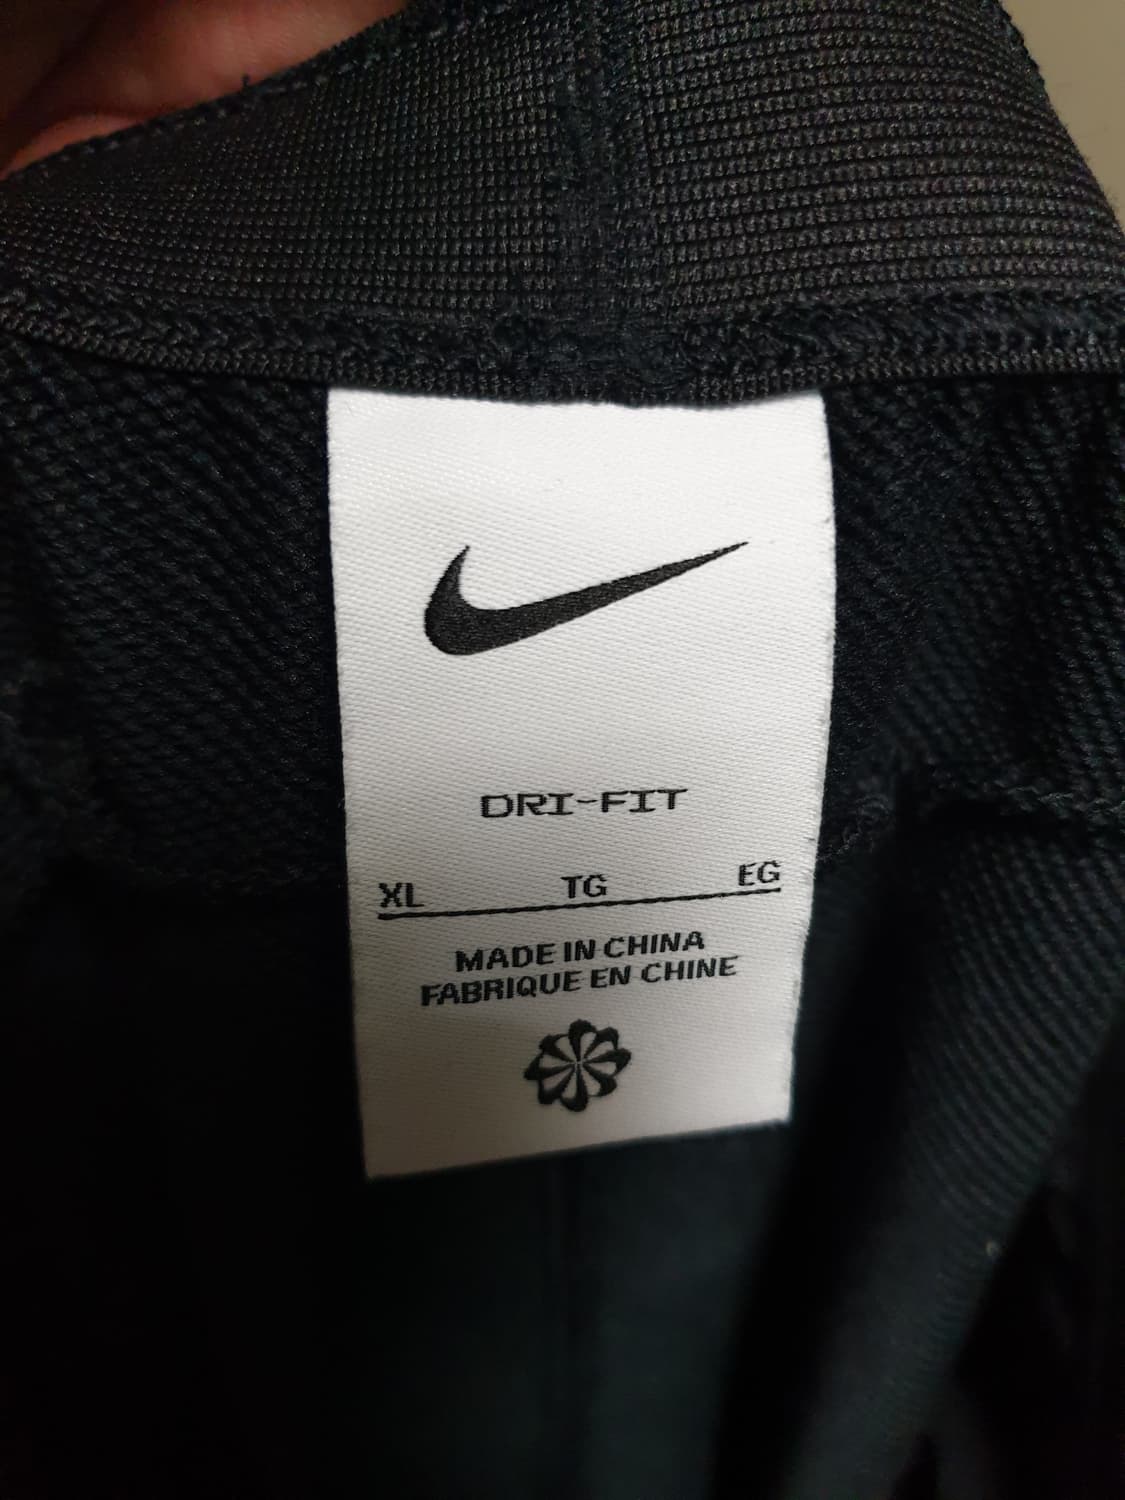 DRI-FIT
XL TG EG
MADE IN CHINA
FABRIQUE EN CHINE